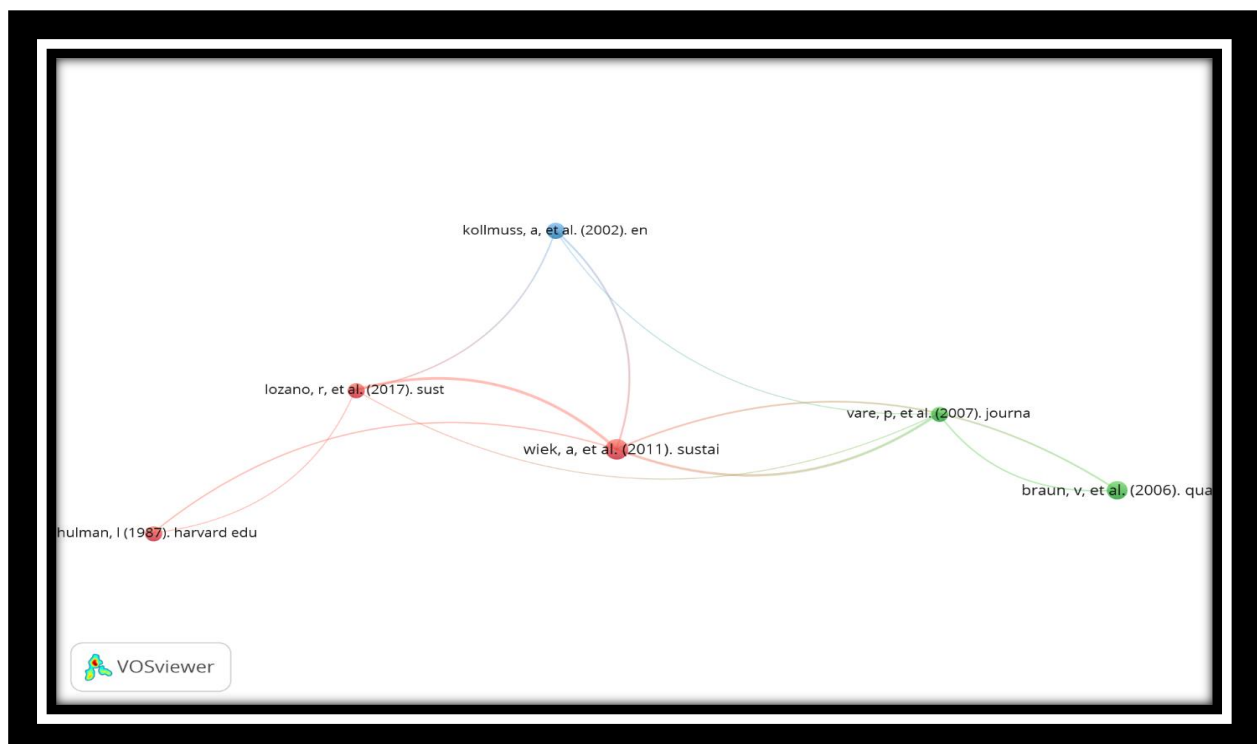 kollmuss, a, et al. (2002). en
lozano, r, et al. (2017). sust
vare, p, et al. (2007). journa
wiek, a, et al. (2011). sustai
braun, v, et al. (2006). qua
hulman, l (1987). harvard edu
VOSviewer